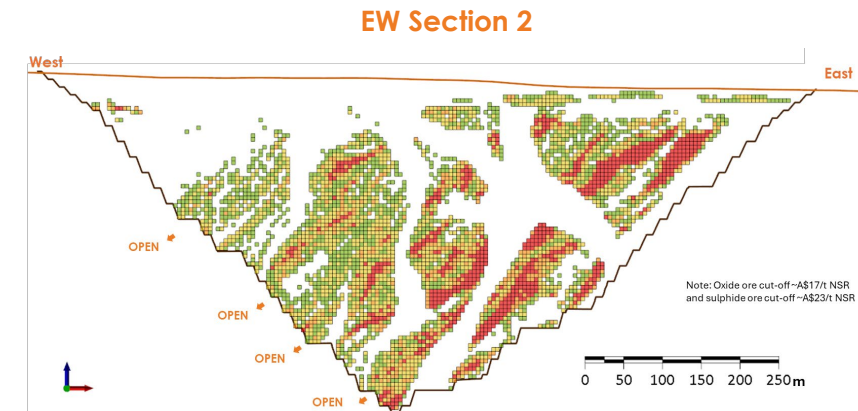 EW Section 2
West
East
OPEN
Note: Oxide ore cut-off ~A$17/t NSR
and sulphide ore cut-off ~A$23/t NSR
OPEN
OPEN
0 50 100 150 200 250 m
OPEN